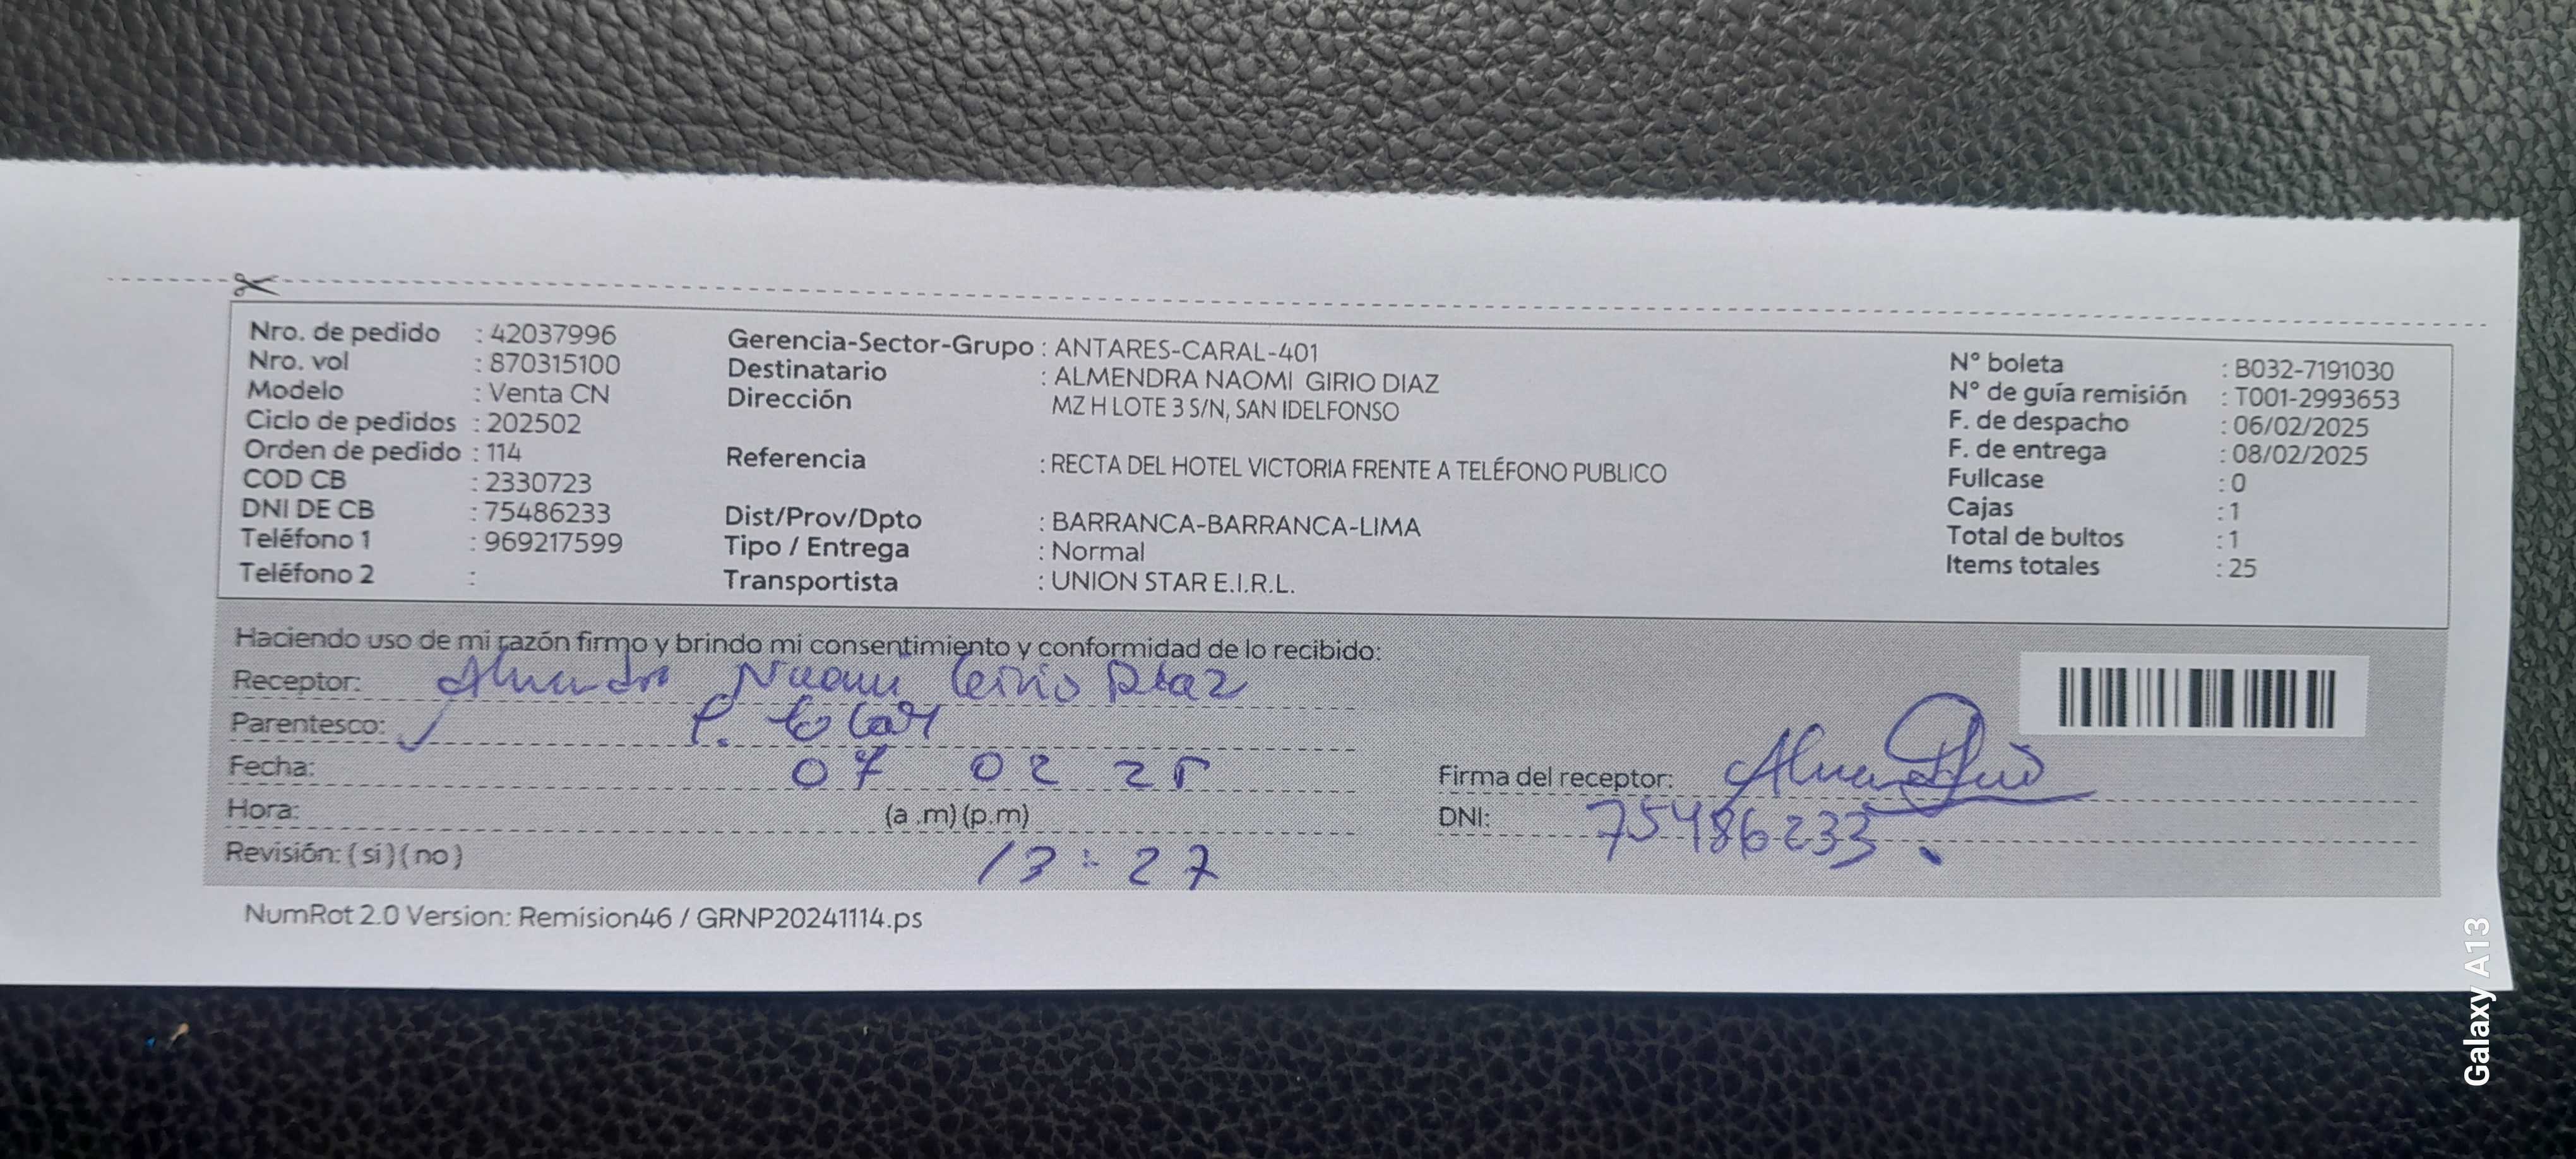 Nro. de pedido : 42037996
Nro. vol : 870315100
Modelo : Venta CN
Ciclo de pedidos : 202502
Orden de pedido : 114
COD CB : 2330723
DNI DE CB : 75486233
Teléfono 1 : 969217599
Teléfono 2 :
Gerencia-Sector-Grupo : ANTARES-CARAL-401
Destinatario : ALMENDRA NAOMI GIRIO DIAZ
Dirección MZ H LOTE 3 S/N, SAN IDELFONSO
Referencia : RECTA DEL HOTEL VICTORIA FRENTE A TELÉFONO PUBLICO
Dist/Prov/Dpto : BARRANCA-BARRANCA-LIMA
Tipo / Entrega : Normal
Transportista : UNION STAR E.I.R.L.
N° boleta : B032-7191030
N° de guía remisión : T001-2993653
F. de despacho : 06/02/2025
F. de entrega : 08/02/2025
Fullcase : 0
Cajas : 1
Total de bultos : 1
Items totales : 25
Haciendo uso de mi razón firmo y brindo mi consentimiento y conformidad de lo recibido:
Receptor: Almendra Naomi Girio Diaz
Parentesco:
Fecha: 07 02 25
Hora: (a .m)(p.m)
Revisión: (si)(no) 13:27
Firma del receptor:
DNI: 75486233
NumRot 2.0 Version: Remision46 / GRNP20241114.ps
Galaxy A13